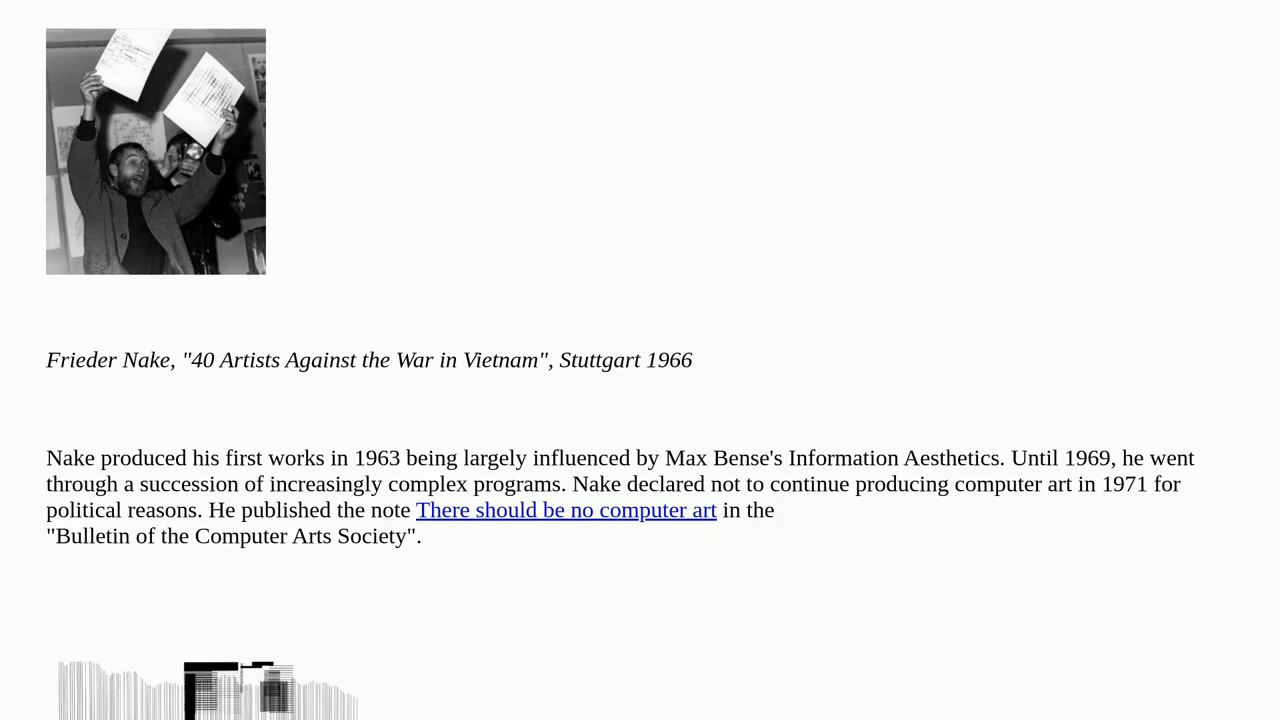 Frieder Nake, "40 Artists Against the War in Vietnam", Stuttgart 1966
Nake produced his first works in 1963 being largely influenced by Max Bense's Information Aesthetics. Until 1969, he went
through a succession of increasingly complex programs. Nake declared not to continue producing computer art in 1971 for
political reasons. He published the note There should be no computer art in the
"Bulletin of the Computer Arts Society".